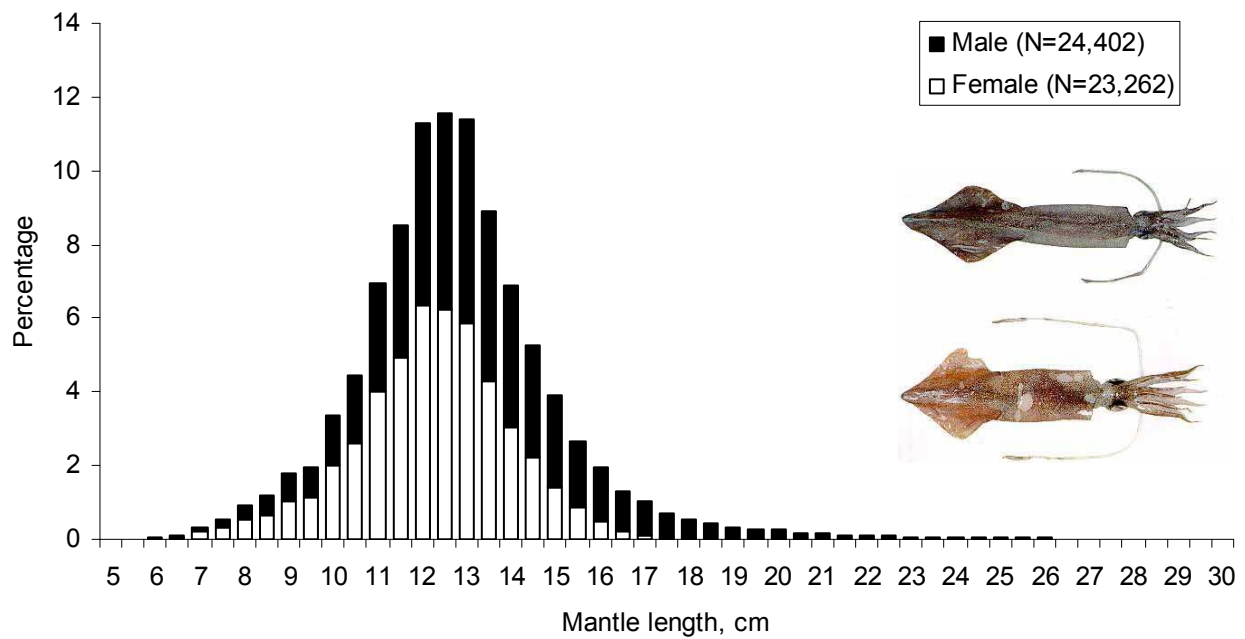 14
12
10
8
6
4
2
0
Percentage
Male (N=24,402)
Female (N=23,262)
5 6 7 8 9 10 11 12 13 14 15 16 17 18 19 20 21 22 23 24 25 26 27 28 29 30
Mantle length, cm